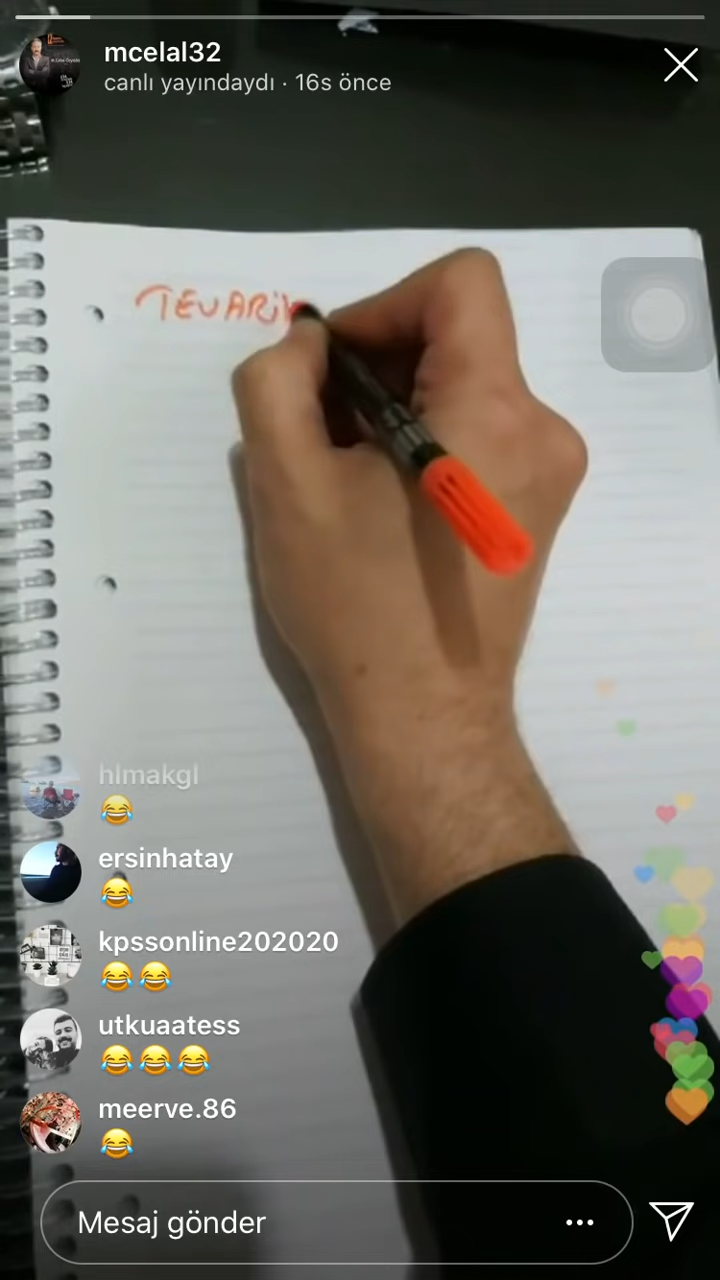 mcelal32
canlı yayındaydı · 16s önce
TEVARİ
hlmakgl
😂
ersinhatay
😂
kpssonline202020
😂 😂
utkuaatess
😂 😂 😂
meerve.86
😂
Mesaj gönder